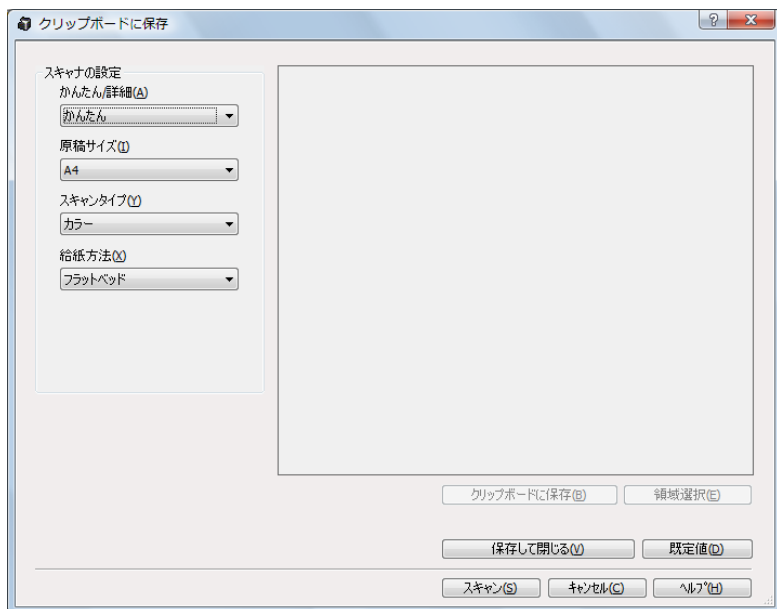 クリップボードに保存
スキャナの設定
かんたん/詳細(A)
かんたん
原稿サイズ(I)
A4
スキャンタイプ(Y)
カラー
給紙方法(X)
フラットベッド
クリップボードに保存(B) 領域選択(E)
保存して閉じる(V) 既定値(D)
スキャン(S) キャンセル(C) ヘルプ(H)